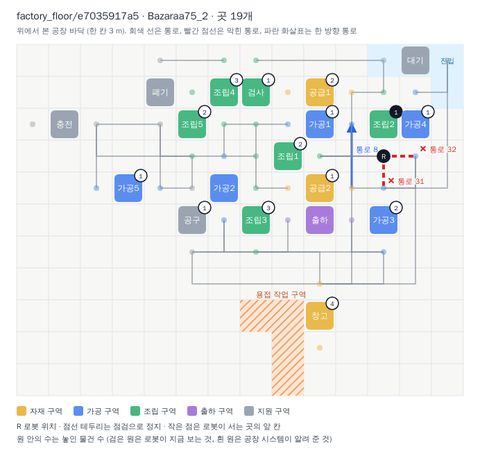 factory_floor/e7035917a5 · Bazaraa75_2 · 곳 19개
위에서 본 공장 바닥 (한 칸 3 m). 회색 선은 통로, 빨간 점선은 막힌 통로, 파란 화살표는 한 방향 통로
대기
전립
폐기
조립4 3
검사 1
공급1 2
충전
조립5 2
가공1 1
조립2 1
가공4 1
통로 8
R
✕ 통로 32
조립1 2
가공5 1
가공2
공급2 1
✕ 통로 31
공구 1
조립3 3
출하
가공3 2
용접 작업 구역
창고 4
자재 구역
가공 구역
조립 구역
출하 구역
지원 구역
R 로봇 위치 · 점선 테두리는 점검으로 정지 · 작은 점은 로봇이 서는 곳의 앞 칸
원 안의 수는 놓인 물건 수 (검은 원은 로봇이 지금 보는 것, 흰 원은 공장 시스템이 알려 준 것)